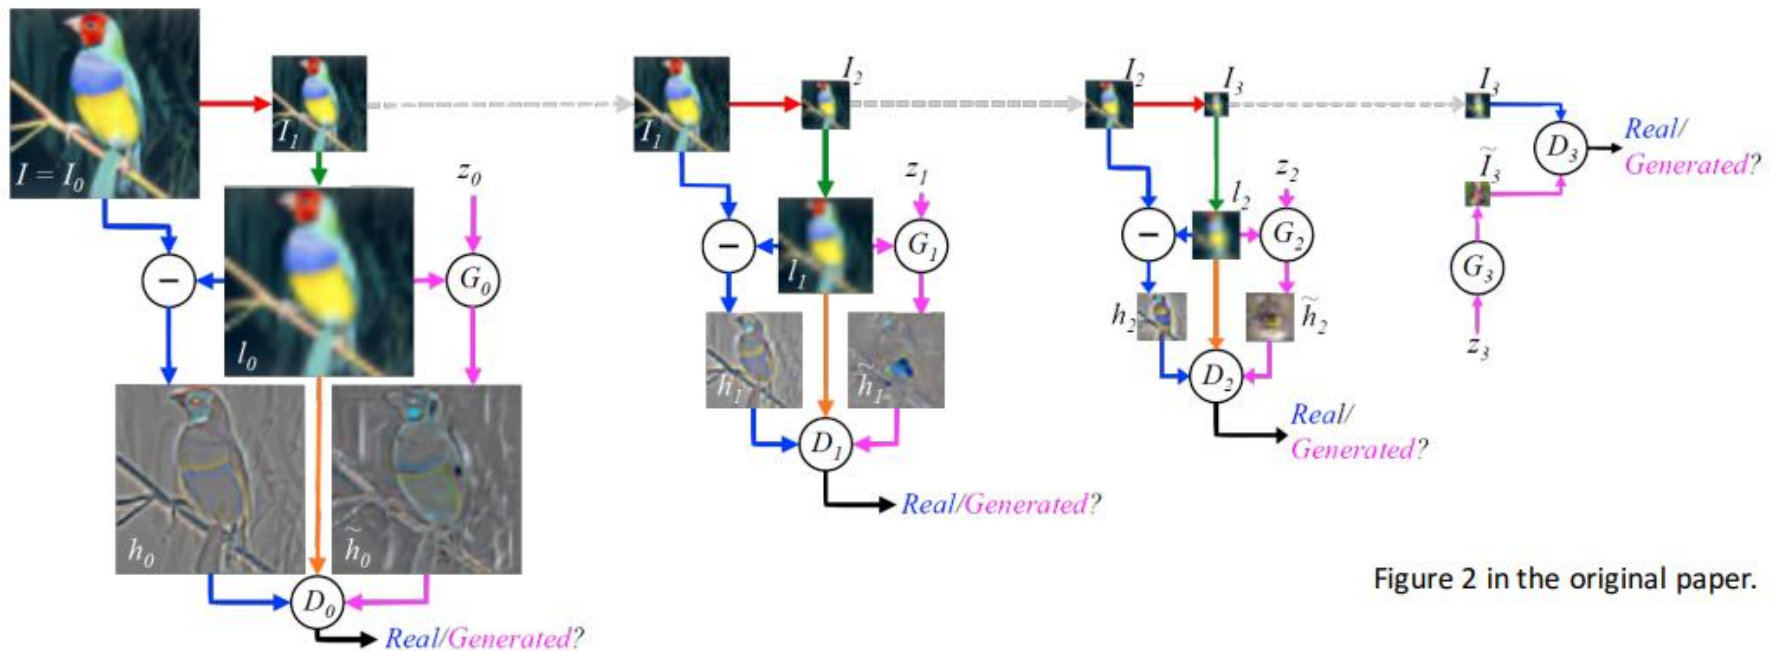 I = I₀
I₁
l₀
z₀
G₀
−
h₀
h̃₀
D₀
Real/Generated?
I₁
I₂
l₁
z₁
G₁
−
h₁
h̃₁
D₁
Real/Generated?
I₂
I₃
l₂
z₂
G₂
−
h₂
h̃₂
D₂
Real/
Generated?
I₃
Ĩ₃
D₃
Real/
Generated?
G₃
z₃
Figure 2 in the original paper.